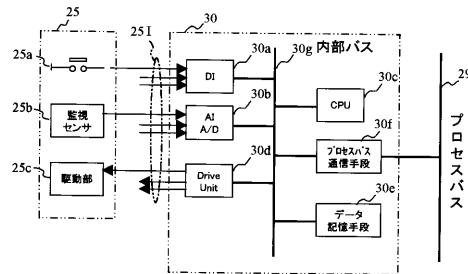 25
25I
30
25a
30a
30g
内部バス
DI
30c
CPU
25b
監視
センサ
30b
AI
A/D
30f
プロセスバス
通信手段
29
プロセスバス
25c
駆動部
30d
Drive
Unit
30e
データ
記憶手段